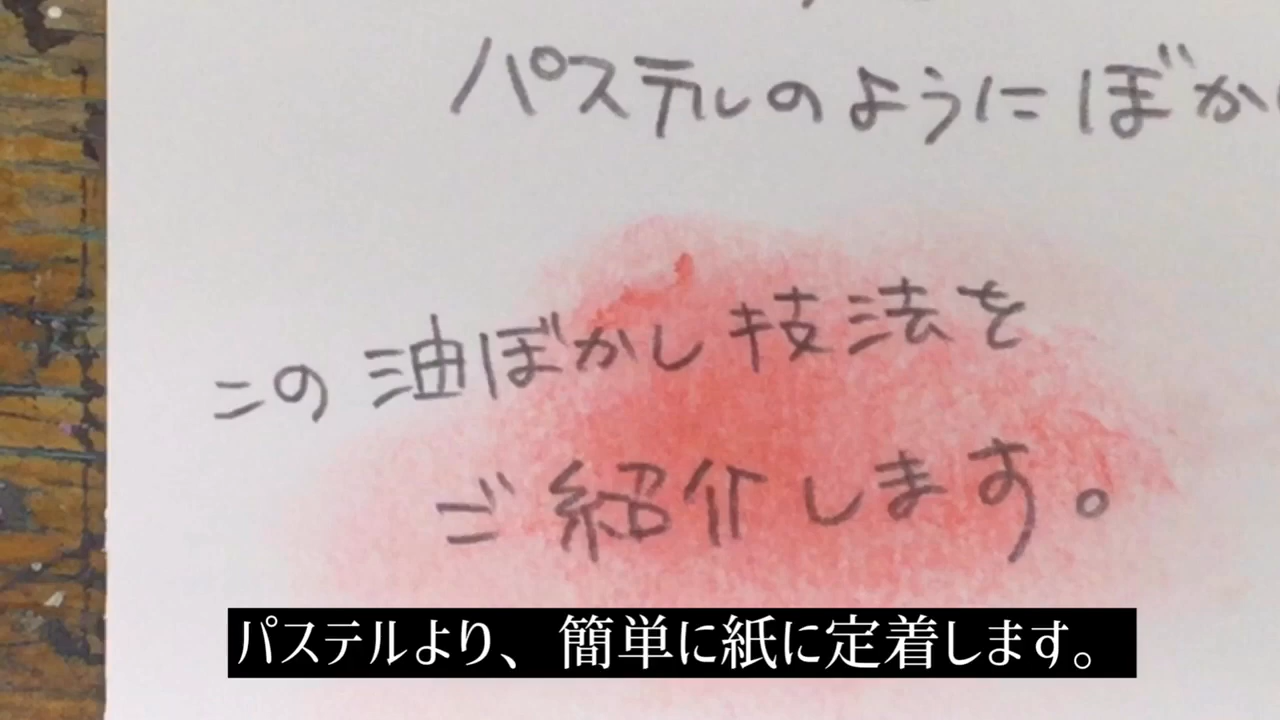 パステルのようにぼか
この油ぼかし技法を
ご紹介します。
パステルより、簡単に紙に定着します。